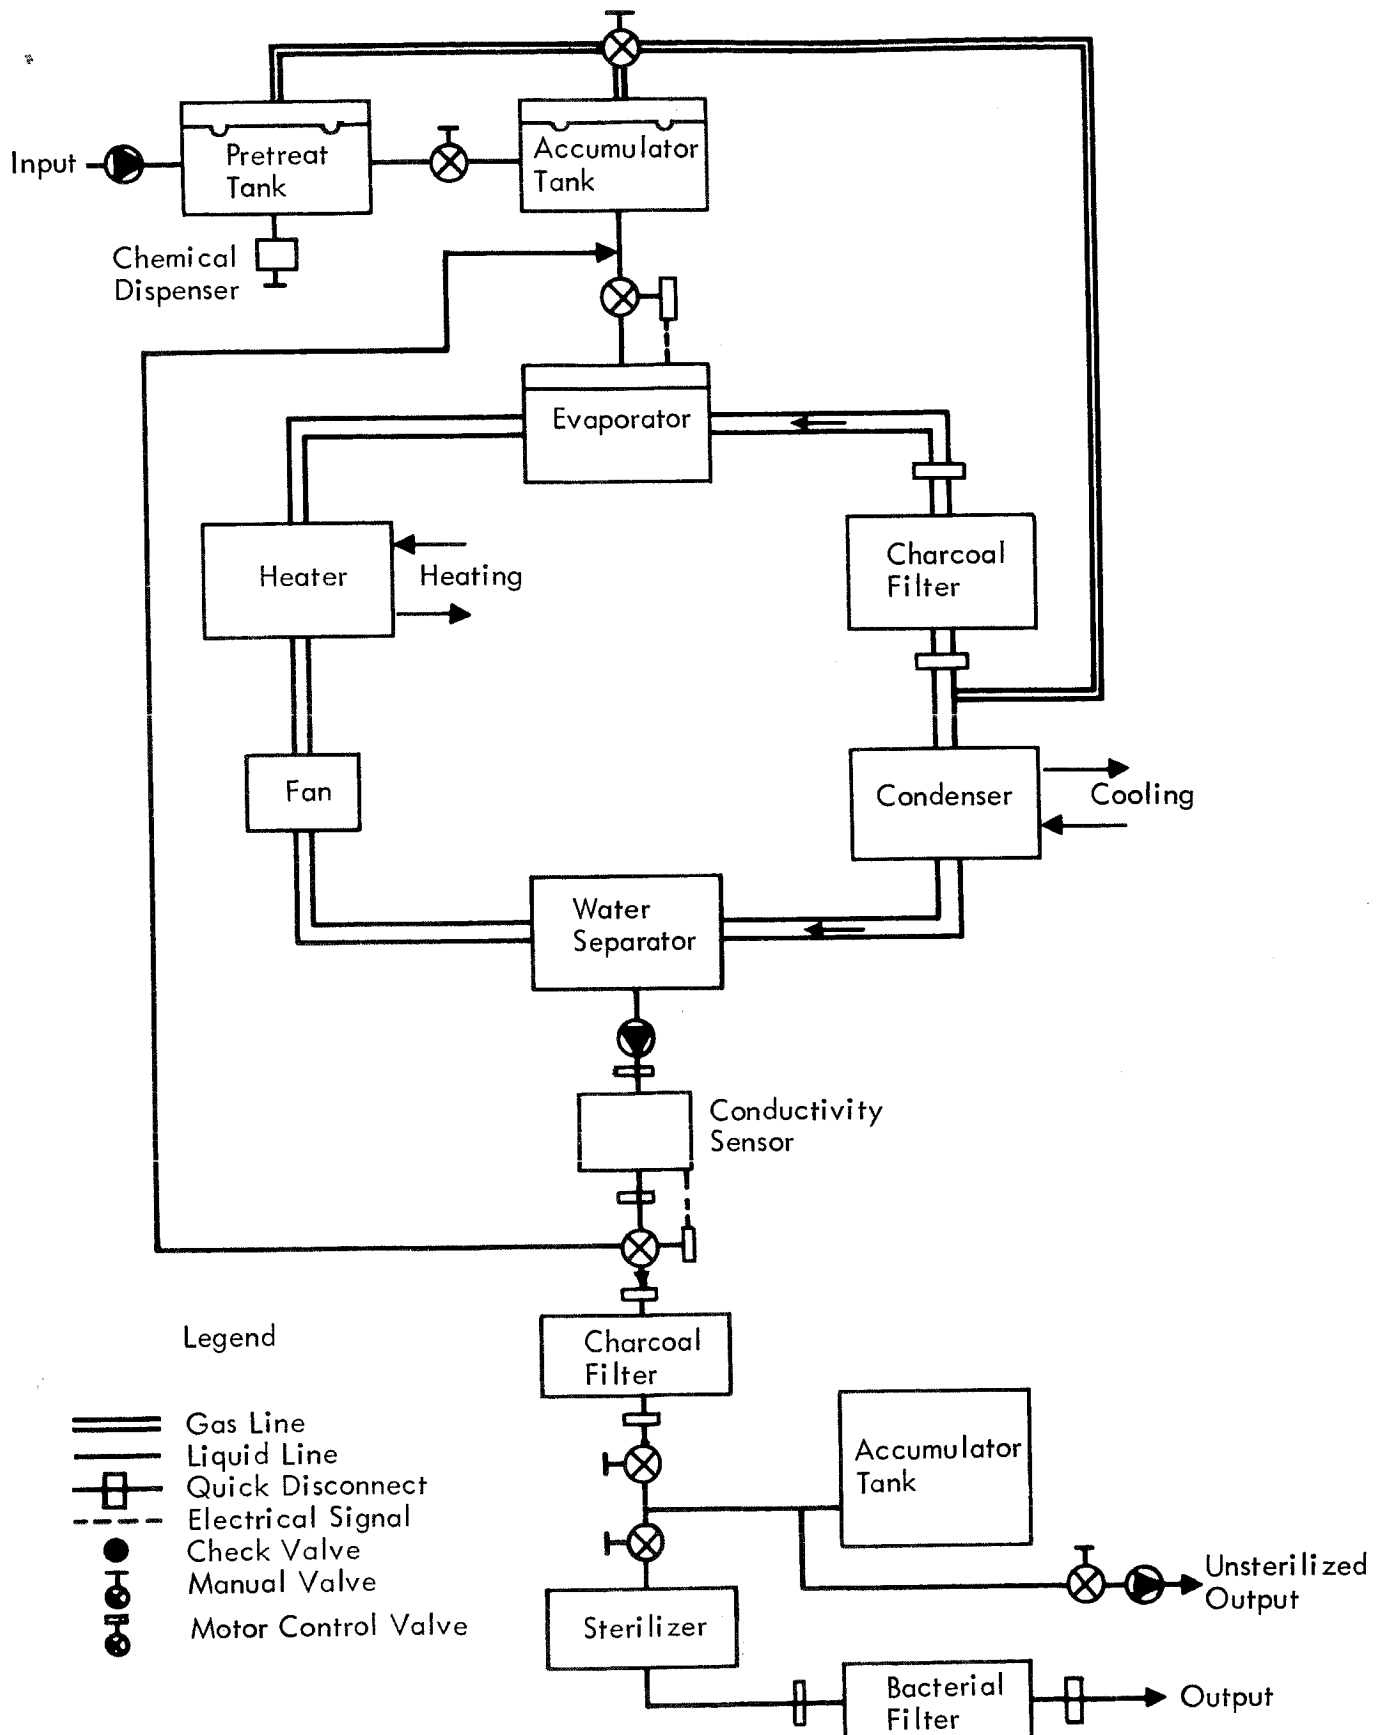 Input
Pretreat
Tank
Accumulator
Tank
Chemical
Dispenser
Evaporator
Heater
Heating
Charcoal
Filter
Fan
Condenser
Cooling
Water
Separator
Conductivity
Sensor
Charcoal
Filter
Legend
Gas Line
Liquid Line
Quick Disconnect
Electrical Signal
Check Valve
Manual Valve
Motor Control Valve
Accumulator
Tank
Unsterilized
Output
Sterilizer
Bacterial
Filter
Output